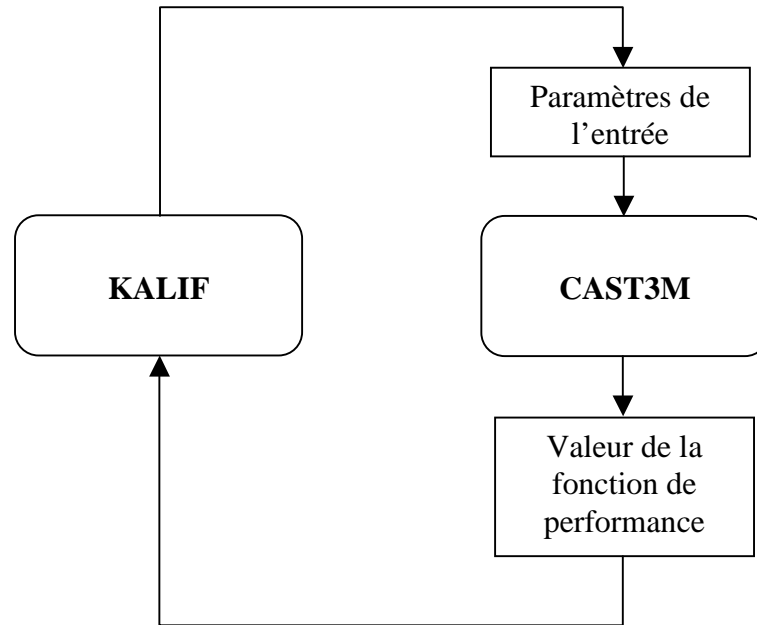 Paramètres de
l’entrée
KALIF
CAST3M
Valeur de la
fonction de
performance